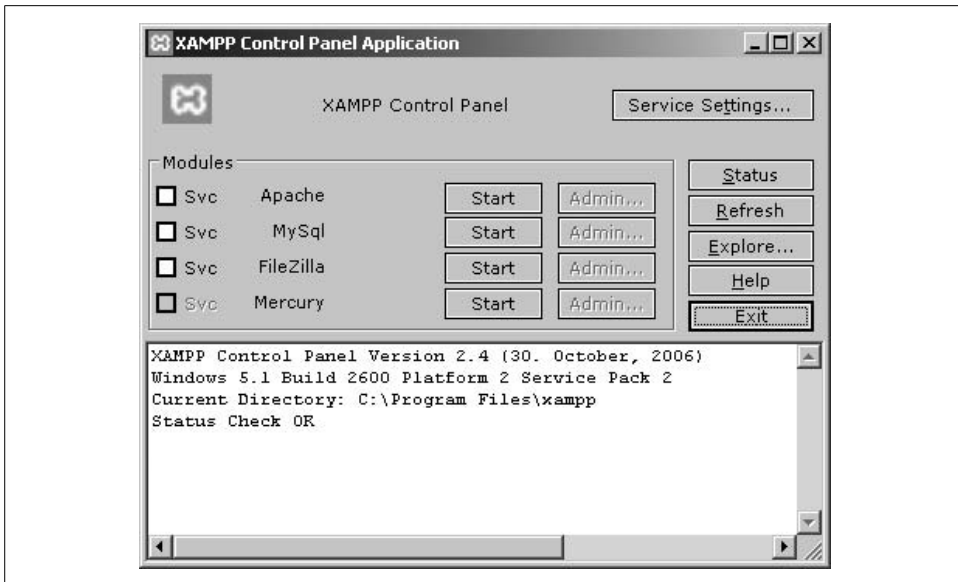 XAMPP Control Panel Application
XAMPP Control Panel
Service Settings...
Modules
Svc Apache Start Admin...
Svc MySql Start Admin...
Svc FileZilla Start Admin...
Svc Mercury Start Admin...
Status
Refresh
Explore...
Help
Exit
XAMPP Control Panel Version 2.4 (30. October, 2006)
Windows 5.1 Build 2600 Platform 2 Service Pack 2
Current Directory: C:\Program Files\xampp
Status Check OK